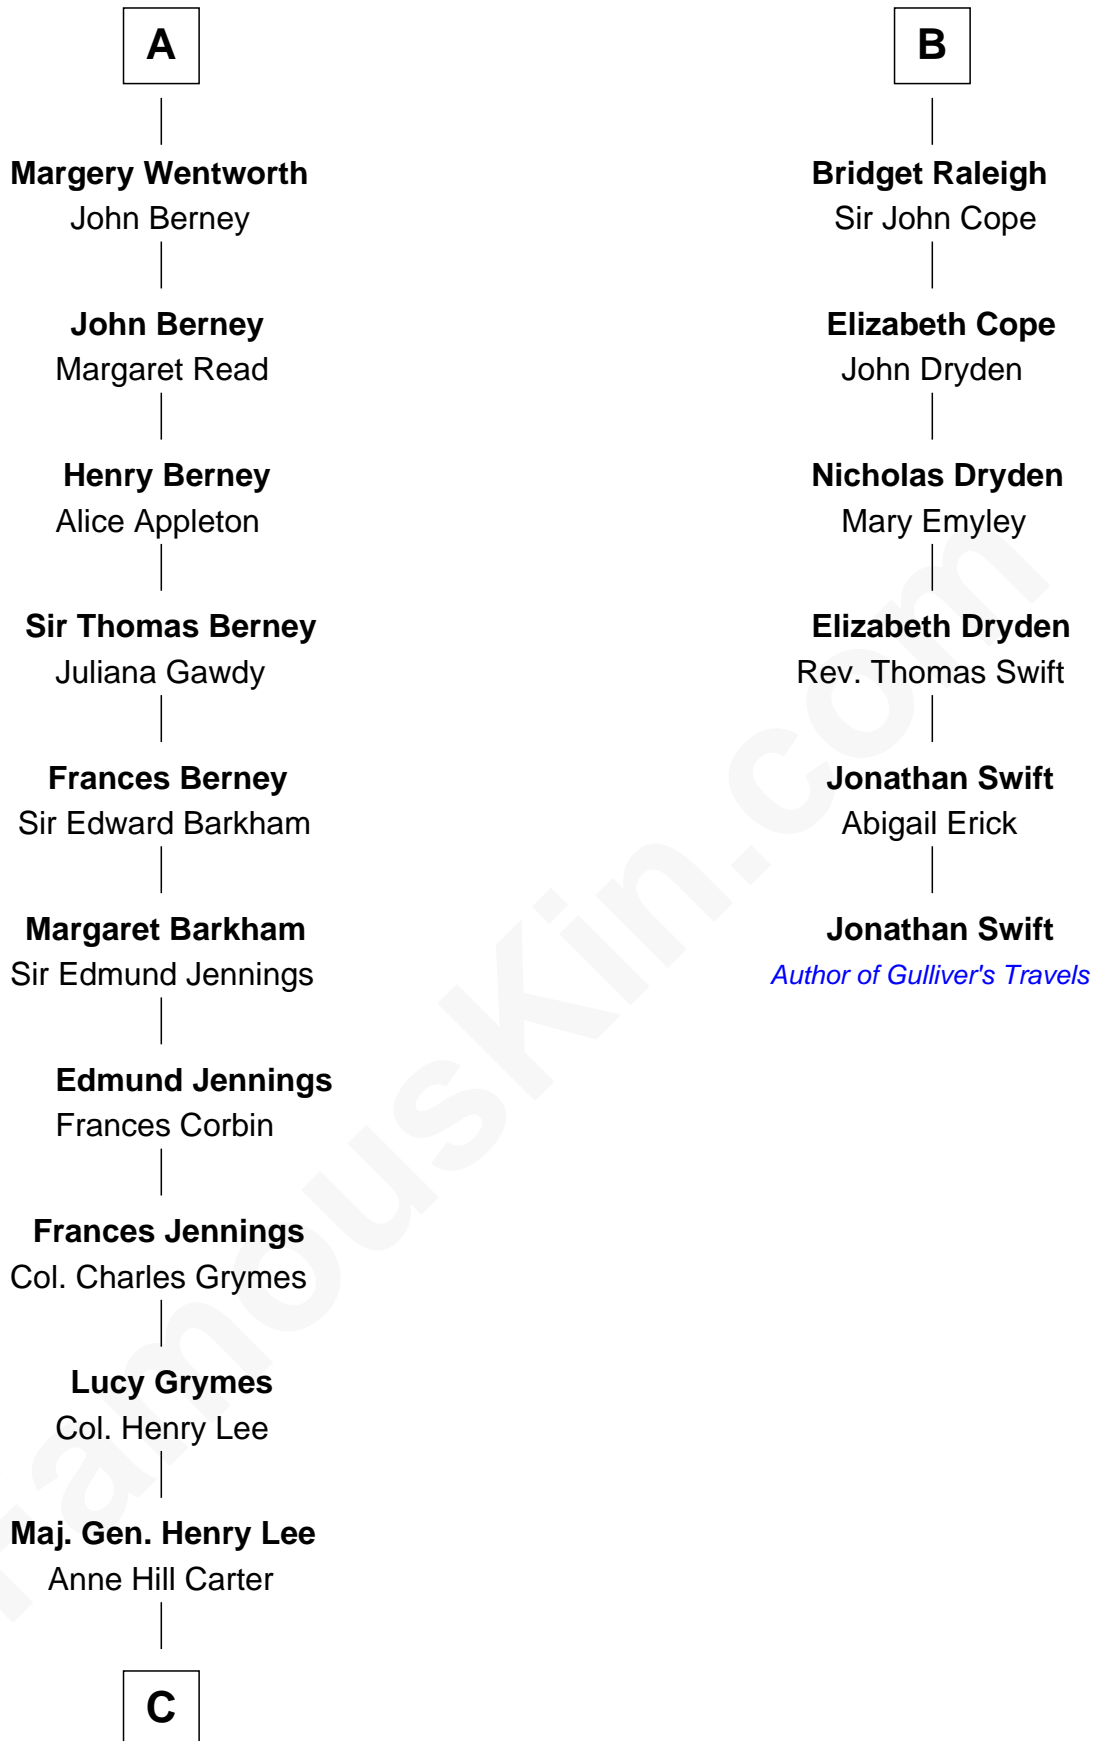 A
Margery Wentworth
John Berney
John Berney
Margaret Read
Henry Berney
Alice Appleton
Sir Thomas Berney
Juliana Gawdy
Frances Berney
Sir Edward Barkham
Margaret Barkham
Sir Edmund Jennings
Edmund Jennings
Frances Corbin
Frances Jennings
Col. Charles Grymes
Lucy Grymes
Col. Henry Lee
Maj. Gen. Henry Lee
Anne Hill Carter
C
B
Bridget Raleigh
Sir John Cope
Elizabeth Cope
John Dryden
Nicholas Dryden
Mary Emyley
Elizabeth Dryden
Rev. Thomas Swift
Jonathan Swift
Abigail Erick
Jonathan Swift
Author of Gulliver's Travels
FamousKin.com